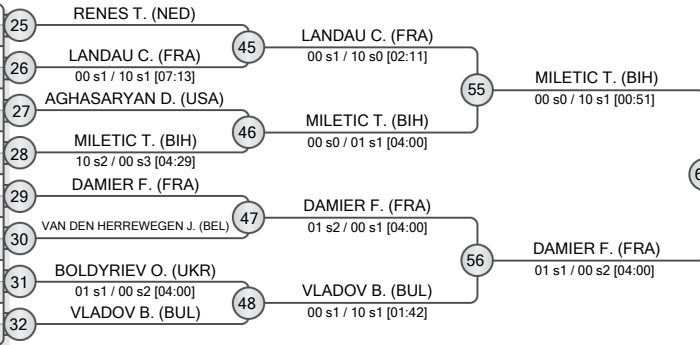 25
RENES T. (NED)
26
LANDAU C. (FRA)
00 s1 / 10 s1 [07:13]
45
LANDAU C. (FRA)
00 s1 / 10 s0 [02:11]
27
AGHASARYAN D. (USA)
28
MILETIC T. (BIH)
10 s2 / 00 s3 [04:29]
46
MILETIC T. (BIH)
00 s0 / 01 s1 [04:00]
55
MILETIC T. (BIH)
00 s0 / 10 s1 [00:51]
29
DAMIER F. (FRA)
30
VAN DEN HERREWEGEN J. (BEL)
47
DAMIER F. (FRA)
01 s2 / 00 s1 [04:00]
31
BOLDYRIEV O. (UKR)
01 s1 / 00 s2 [04:00]
32
VLADOV B. (BUL)
48
VLADOV B. (BUL)
00 s1 / 10 s1 [01:42]
56
DAMIER F. (FRA)
01 s1 / 00 s2 [04:00]